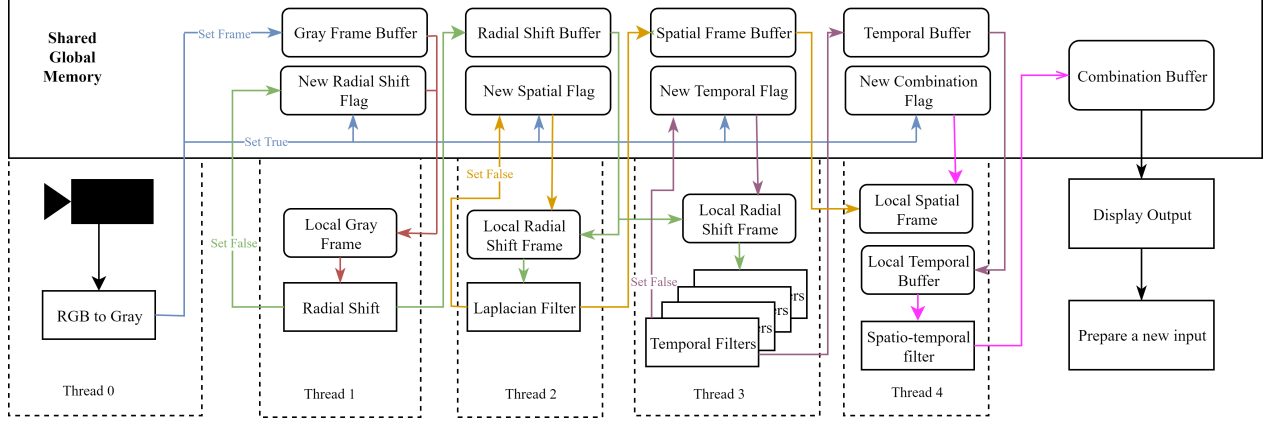 Shared
Global
Memory
Set Frame
Gray Frame Buffer
Radial Shift Buffer
Spatial Frame Buffer
Temporal Buffer
New Radial Shift
Flag
New Spatial Flag
New Temporal Flag
New Combination
Flag
Combination Buffer
Set True
Set False
Local Gray
Frame
Local Radial
Shift Frame
Local Radial
Shift Frame
Local Spatial
Frame
Display Output
Set False
Local Temporal
Buffer
Set False
RGB to Gray
Radial Shift
Laplacian Filter
ers
ers
Temporal Filters
Spatio-temporal
filter
Prepare a new input
Thread 0
Thread 1
Thread 2
Thread 3
Thread 4